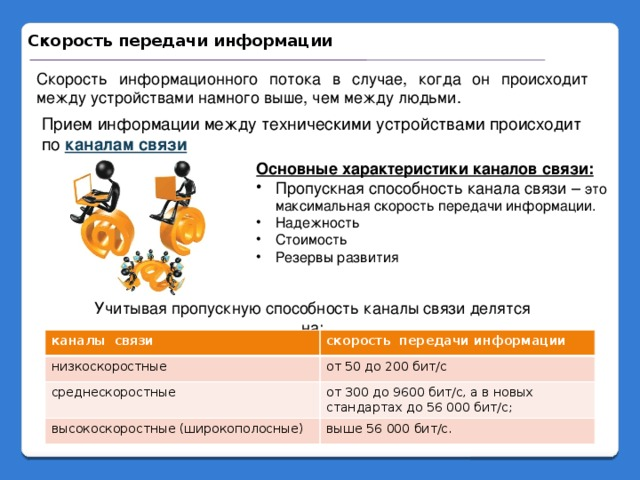 Скорость передачи информации
Скорость информационного потока в случае, когда он происходит
между устройствами намного выше, чем между людьми.
Прием информации между техническими устройствами происходит
по каналам связи
Основные характеристики каналов связи:
• Пропускная способность канала связи – это
максимальная скорость передачи информации.
• Надежность
• Стоимость
• Резервы развития
Учитывая пропускную способность каналы связи делятся
на:
каналы связи скорость передачи информации
низкоскоростные от 50 до 200 бит/с
среднескоростные от 300 до 9600 бит/с, а в новых
стандартах до 56 000 бит/с;
высокоскоростные (широкополосные) выше 56 000 бит/с.